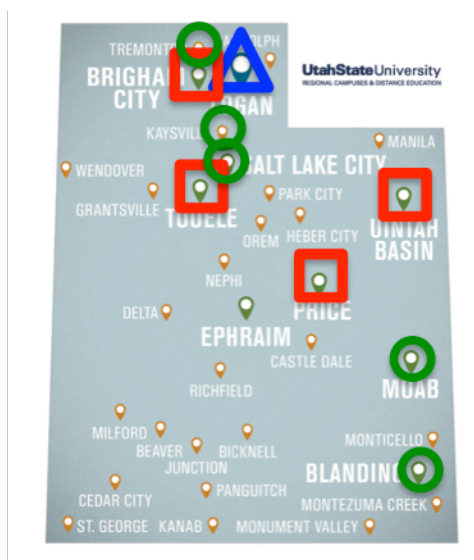 TREMONTON
RANDOLPH
BRIGHAM
CITY
LOGAN
UtahStateUniversity
REGIONAL CAMPUSES & DISTANCE EDUCATION
KAYSVILLE
MANILA
SALT LAKE CITY
WENDOVER
PARK CITY
GRANTSVILLE
TOOELE
OREM
HEBER CITY
UINTAH
BASIN
NEPHI
PRICE
DELTA
EPHRAIM
CASTLE DALE
RICHFIELD
MOAB
MILFORD
BEAVER
JUNCTION
BICKNELL
MONTICELLO
BLANDING
CEDAR CITY
PANGUITCH
MONTEZUMA CREEK
ST. GEORGE
KANAB
MONUMENT VALLEY